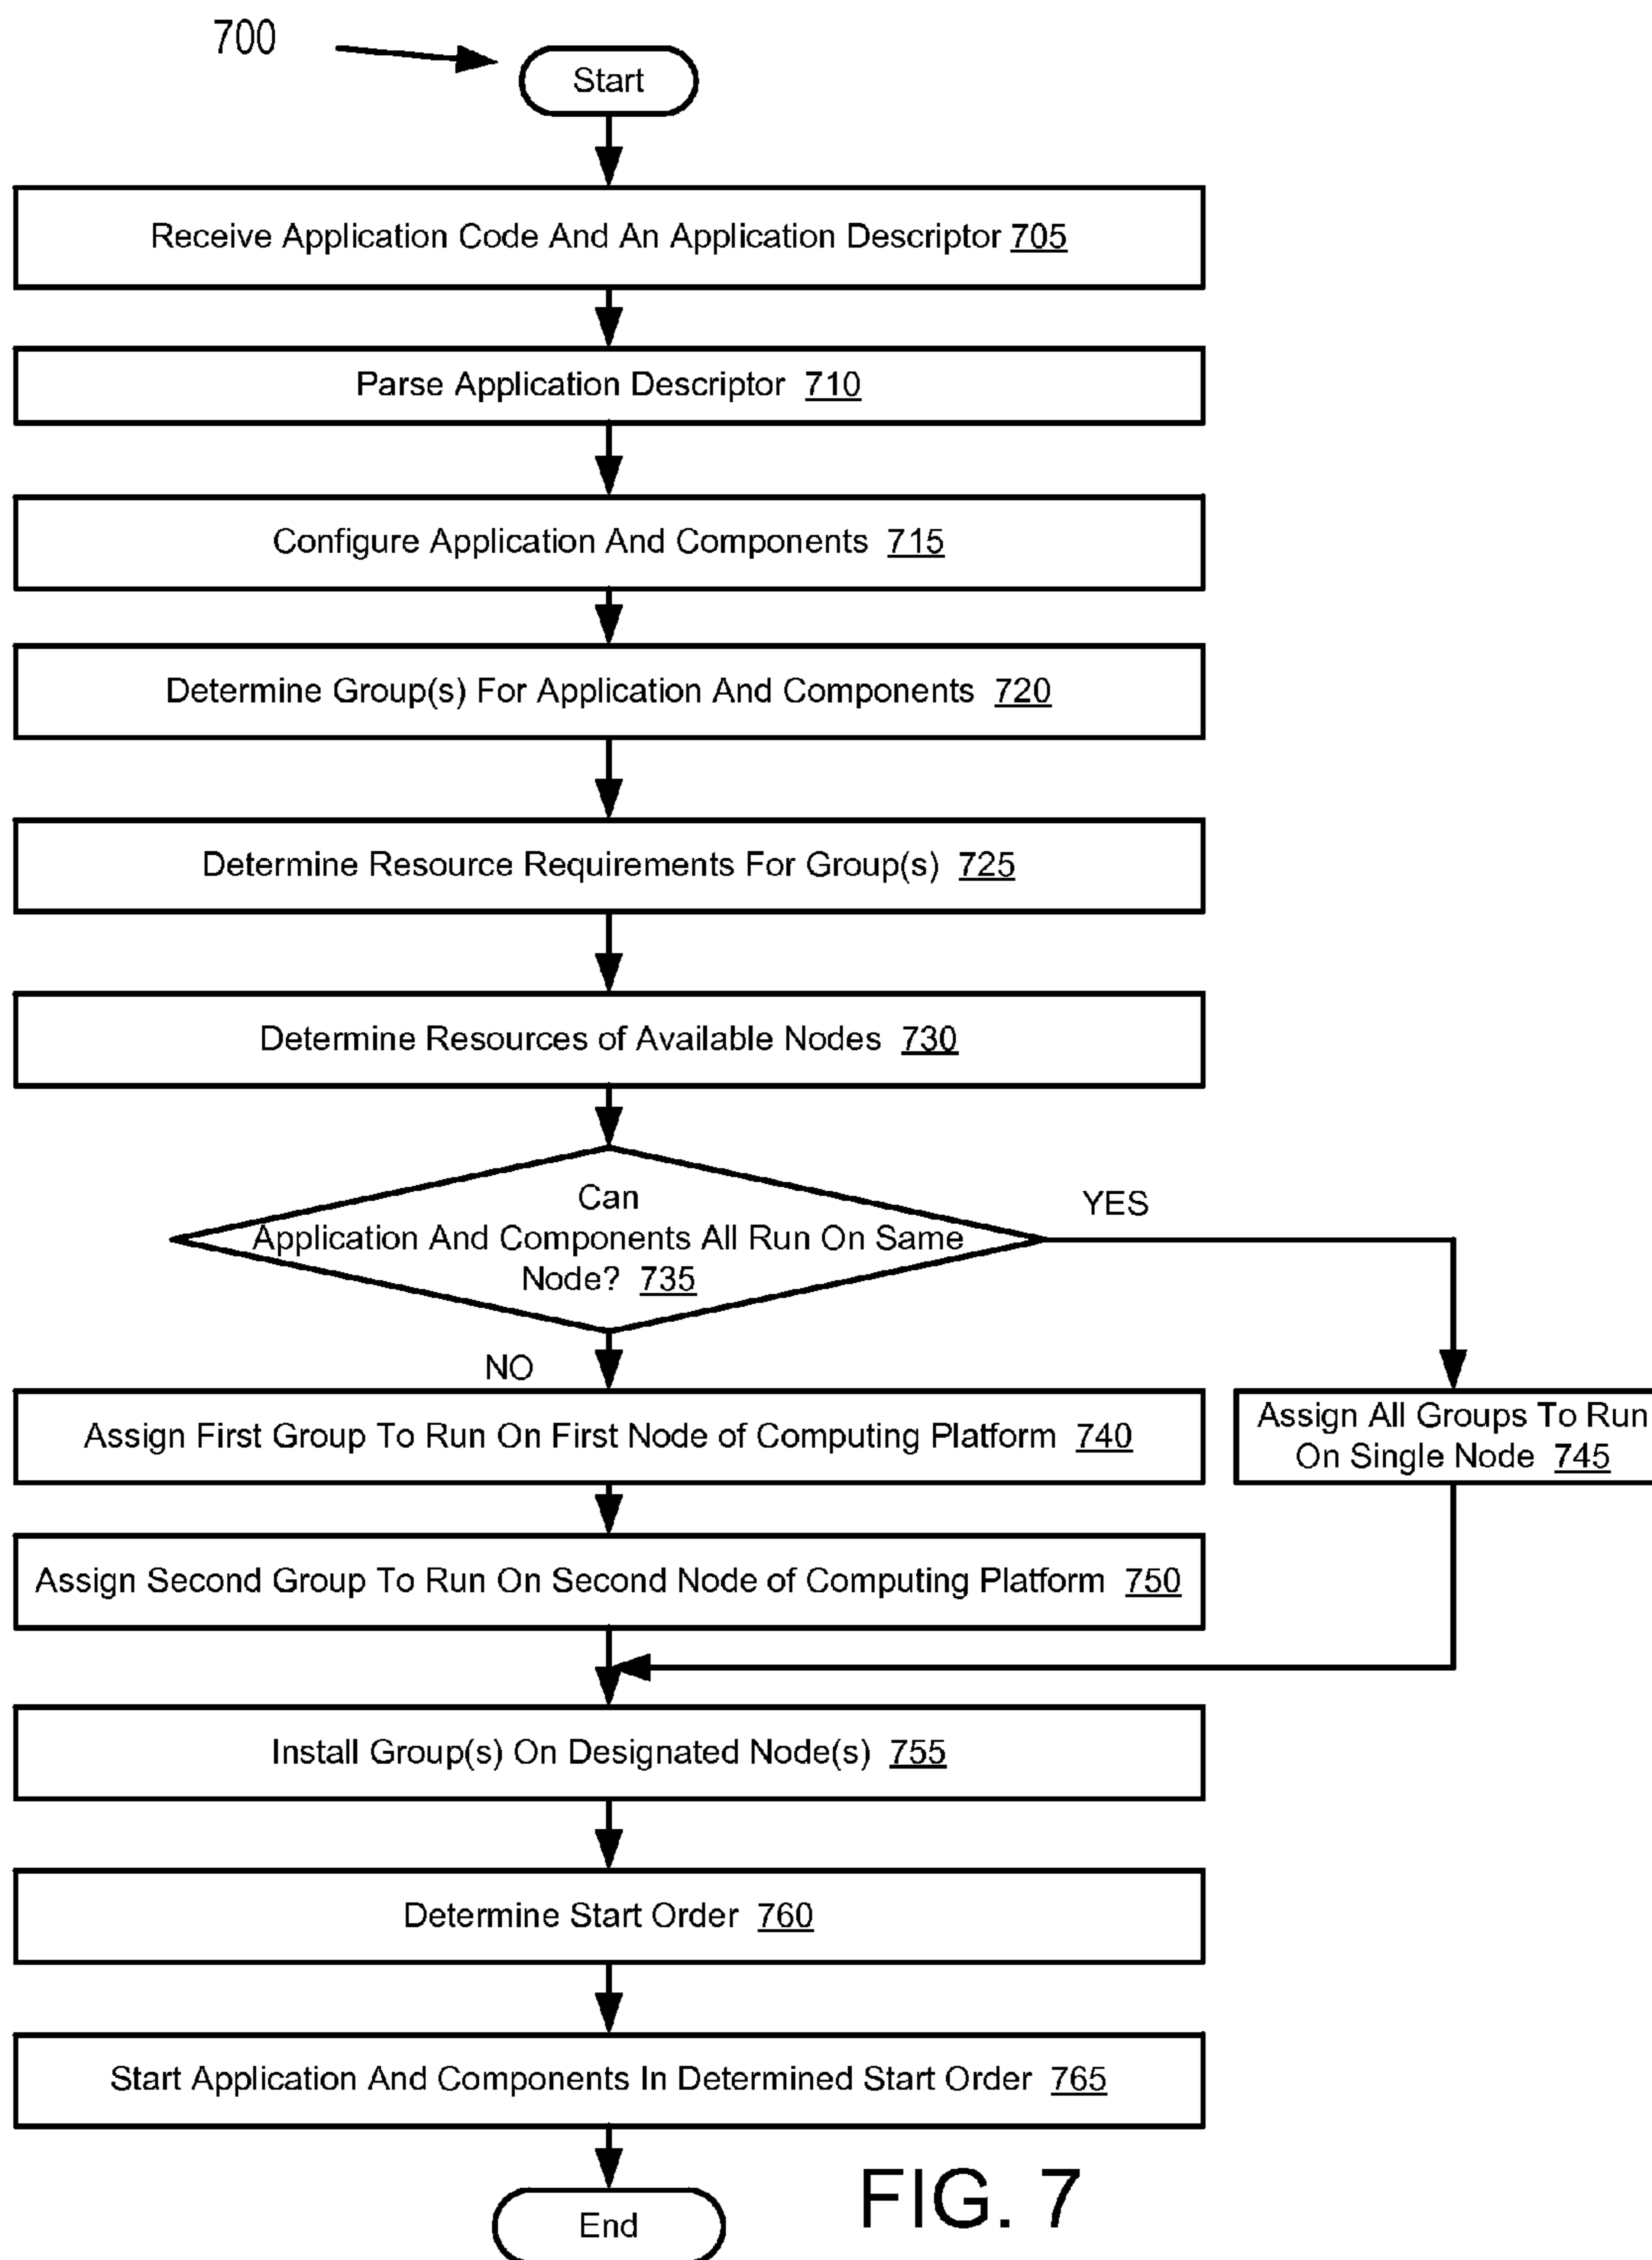 700
Start
Receive Application Code And An Application Descriptor 705
Parse Application Descriptor 710
Configure Application And Components 715
Determine Group(s) For Application And Components 720
Determine Resource Requirements For Group(s) 725
Determine Resources of Available Nodes 730
Can
Application And Components All Run On Same
Node? 735
YES
NO
Assign First Group To Run On First Node of Computing Platform 740
Assign All Groups To Run
On Single Node 745
Assign Second Group To Run On Second Node of Computing Platform 750
Install Group(s) On Designated Node(s) 755
Determine Start Order 760
Start Application And Components In Determined Start Order 765
End
FIG. 7